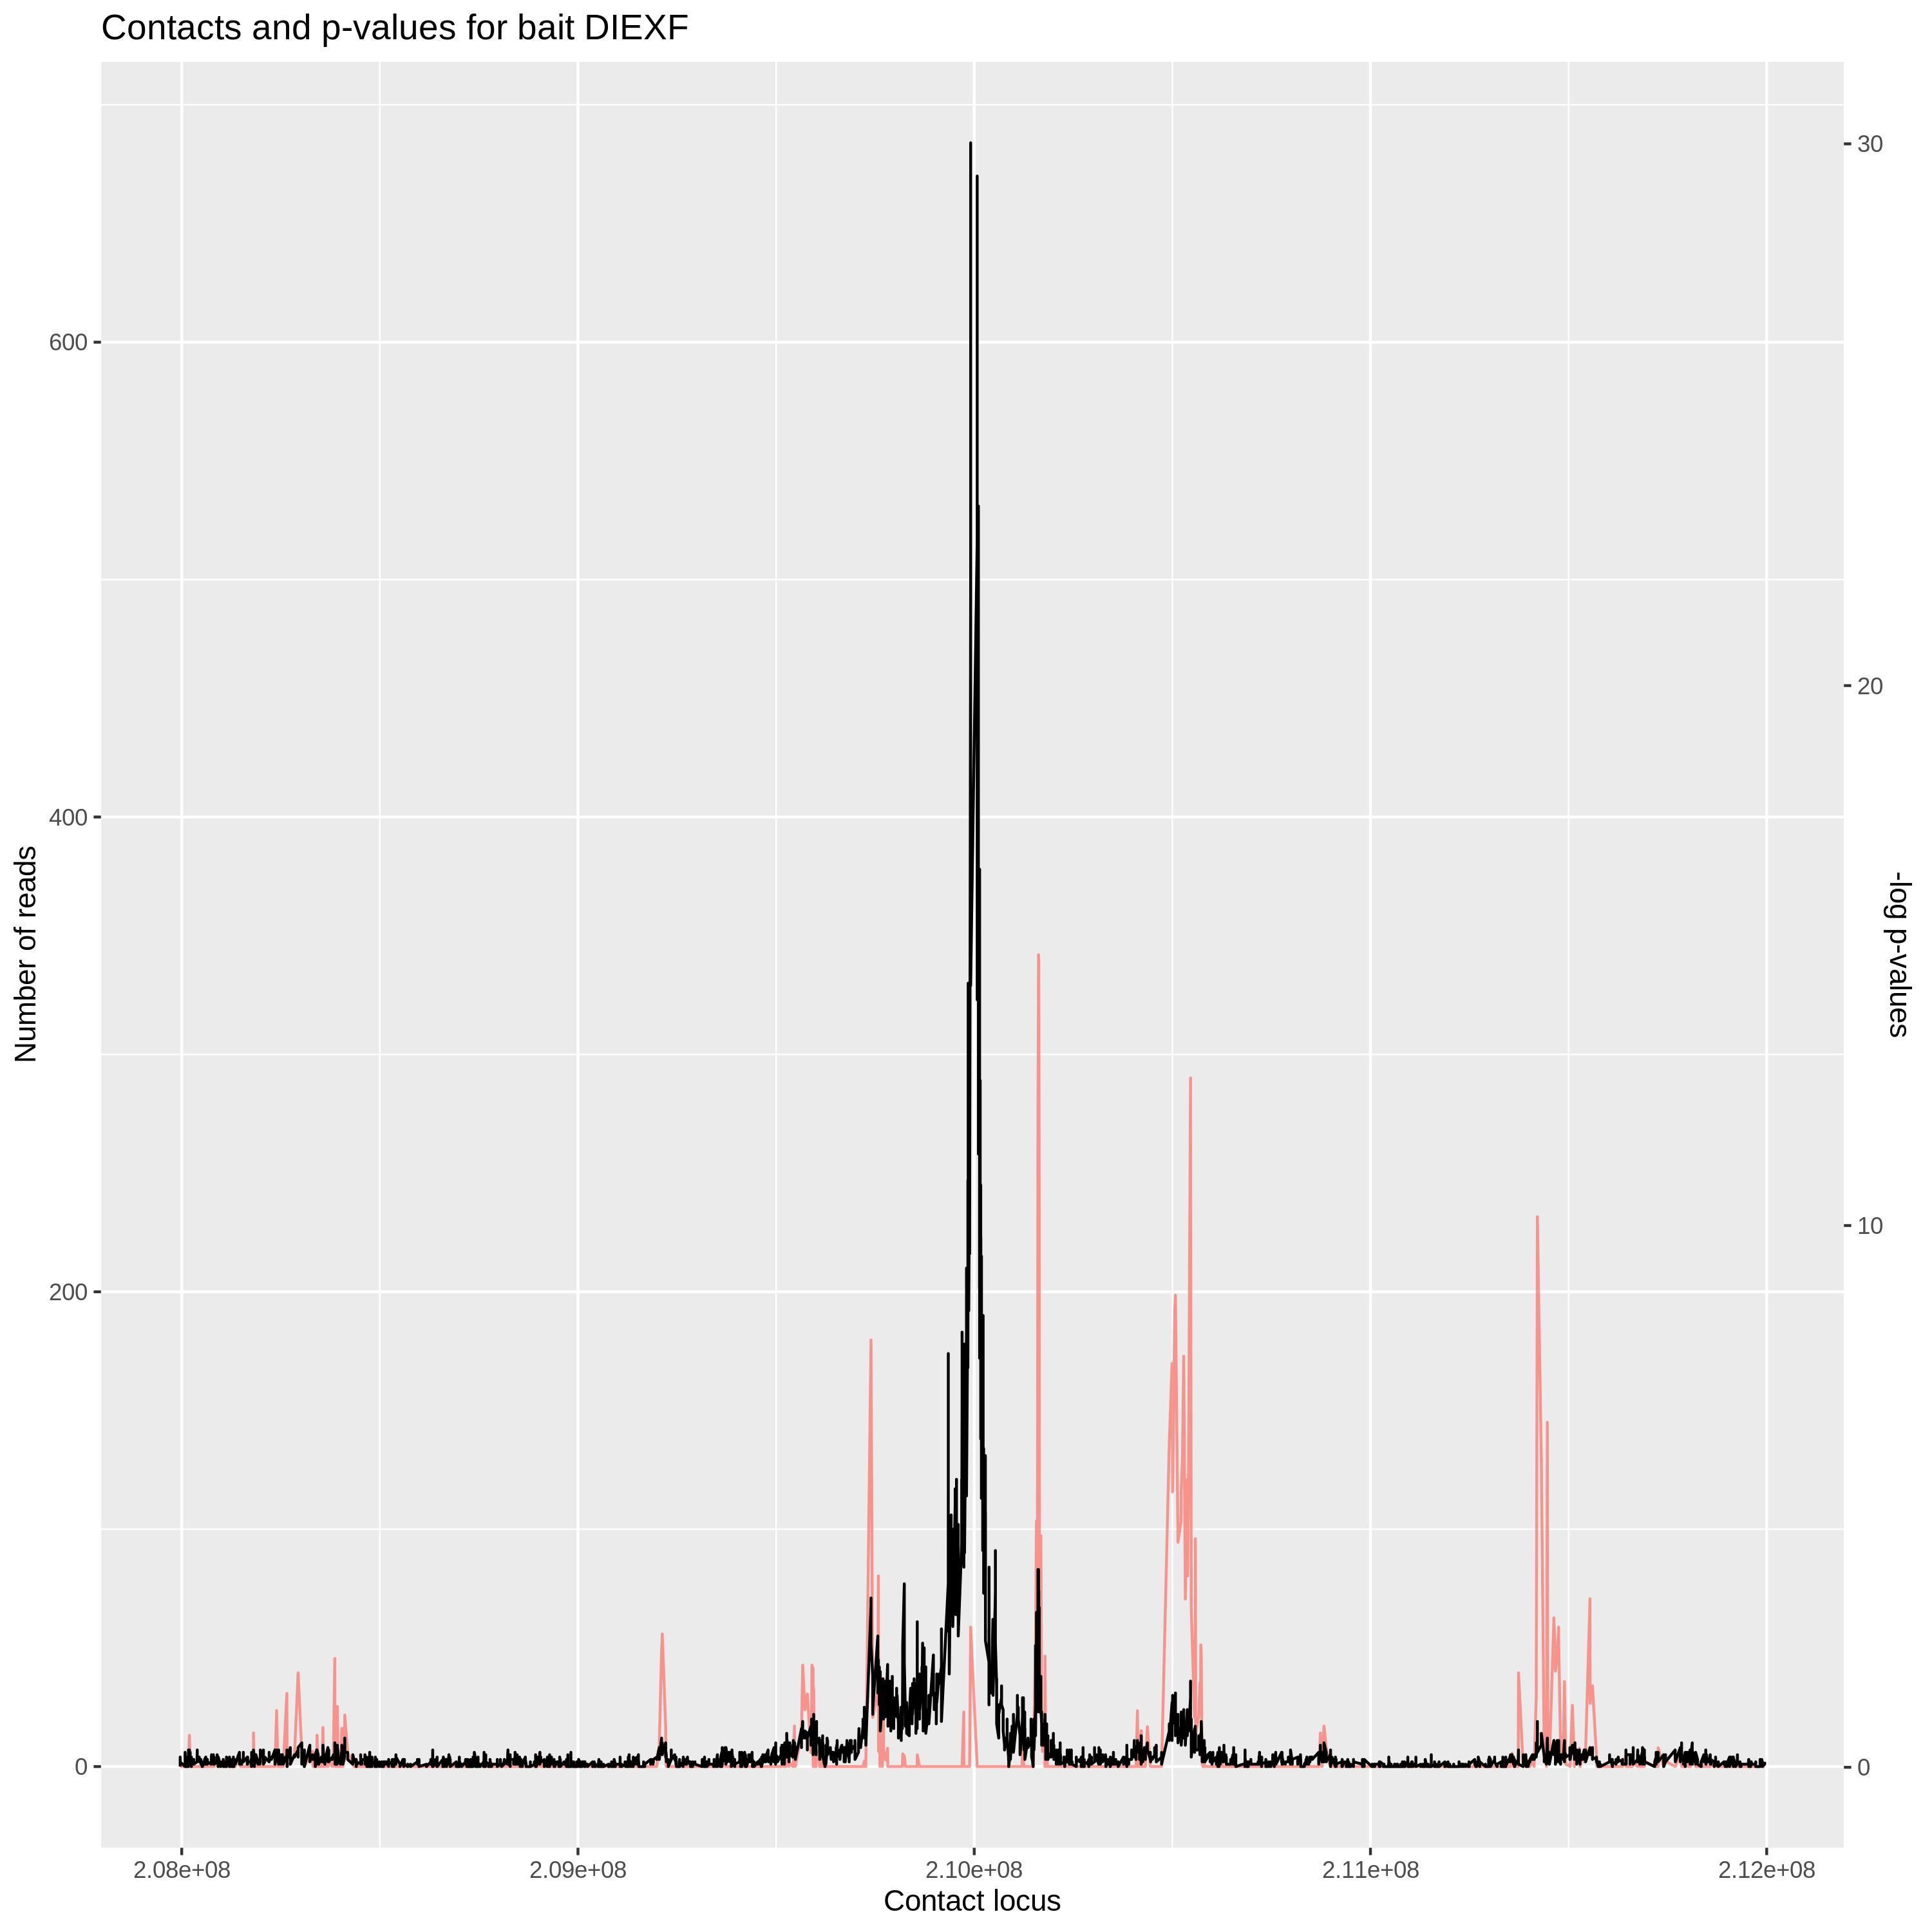 Contacts and p-values for bait DIEXF
Number of reads
600
400
200
0
30
20
10
0
-log p-values
2.08e+08 2.09e+08 2.10e+08 2.11e+08 2.12e+08
Contact locus